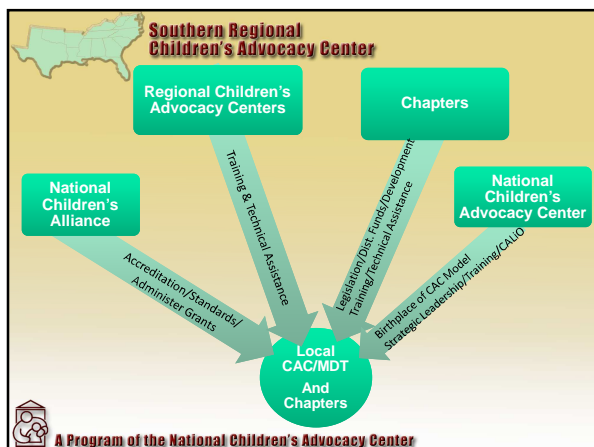 Southern Regional
Children's Advocacy Center
Regional Children's
Advocacy Centers
Chapters
National
Children's
Alliance
National
Children's
Advocacy Center
Accreditation/Standards/
Administer Grants
Training & Technical Assistance
Legislation/Dist. Funds/Development
Training/Technical Assistance
Birthplace of CAC Model
Strategic Leadership/Training/CALiO
Local
CAC/MDT
And
Chapters
A Program of the National Children's Advocacy Center